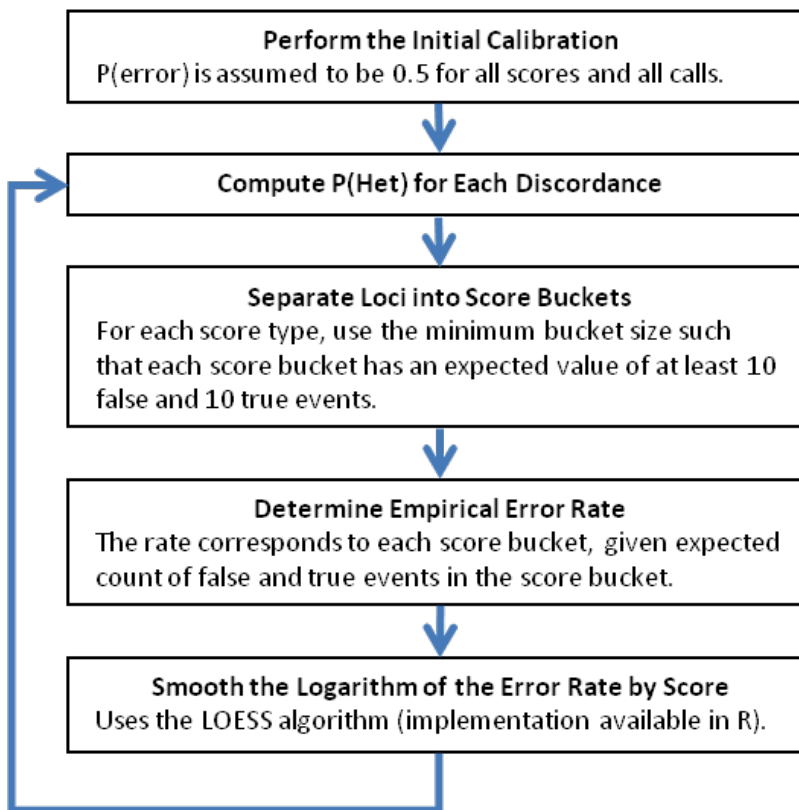 Perform the Initial Calibration
P(error) is assumed to be 0.5 for all scores and all calls.
Compute P(Het) for Each Discordance
Separate Loci into Score Buckets
For each score type, use the minimum bucket size such
that each score bucket has an expected value of at least 10
false and 10 true events.
Determine Empirical Error Rate
The rate corresponds to each score bucket, given expected
count of false and true events in the score bucket.
Smooth the Logarithm of the Error Rate by Score
Uses the LOESS algorithm (implementation available in R).